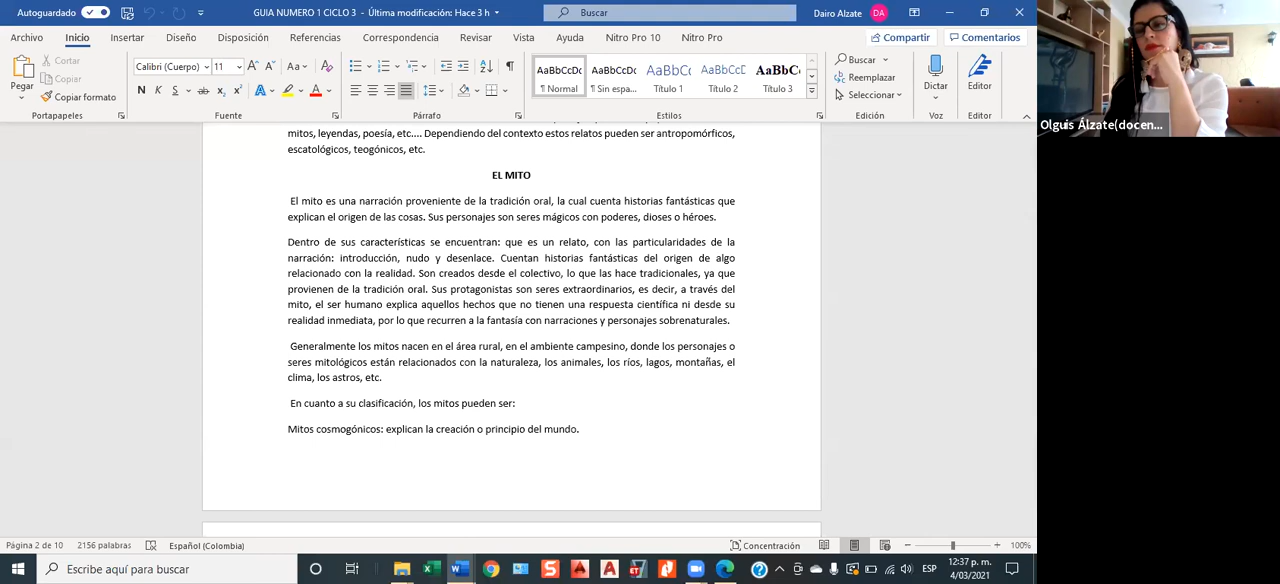 Autoguardado
GUIA NUMERO 1 CICLO 3 - Última modificación: Hace 3 h
Buscar
Dairo Alzate DA
Archivo Inicio Insertar Diseño Disposición Referencias Correspondencia Revisar Vista Ayuda Nitro Pro 10 Nitro Pro Compartir Comentarios
Pegar
Cortar
Copiar
Copiar formato
Portapapeles
Calibri (Cuerpo) 11
N K S
Fuente
Párrafo
AaBbCcDc AaBbCcDc AaBbCc AaBbCcD AaBbC
¶ Normal ¶ Sin espa... Título 1 Título 2 Título 3
Estilos
Buscar
Reemplazar
Seleccionar
Edición
Dictar
Voz
Editor
Editor
Olguis Álzate(docen...
mitos, leyendas, poesía, etc.... Dependiendo del contexto estos relatos pueden ser antropomórficos,
escatológicos, teogónicos, etc.
EL MITO
El mito es una narración proveniente de la tradición oral, la cual cuenta historias fantásticas que
explican el origen de las cosas. Sus personajes son seres mágicos con poderes, dioses o héroes.
Dentro de sus características se encuentran: que es un relato, con las particularidades de la
narración: introducción, nudo y desenlace. Cuentan historias fantásticas del origen de algo
relacionado con la realidad. Son creados desde el colectivo, lo que las hace tradicionales, ya que
provienen de la tradición oral. Sus protagonistas son seres extraordinarios, es decir, a través del
mito, el ser humano explica aquellos hechos que no tienen una respuesta científica ni desde su
realidad inmediata, por lo que recurren a la fantasía con narraciones y personajes sobrenaturales.
Generalmente los mitos nacen en el área rural, en el ambiente campesino, donde los personajes o
seres mitológicos están relacionados con la naturaleza, los animales, los ríos, lagos, montañas, el
clima, los astros, etc.
En cuanto a su clasificación, los mitos pueden ser:
Mitos cosmogónicos: explican la creación o principio del mundo.
Página 2 de 10 2156 palabras Español (Colombia) Concentración 100%
Escribe aquí para buscar
ESP
12:37 p. m.
4/03/2021